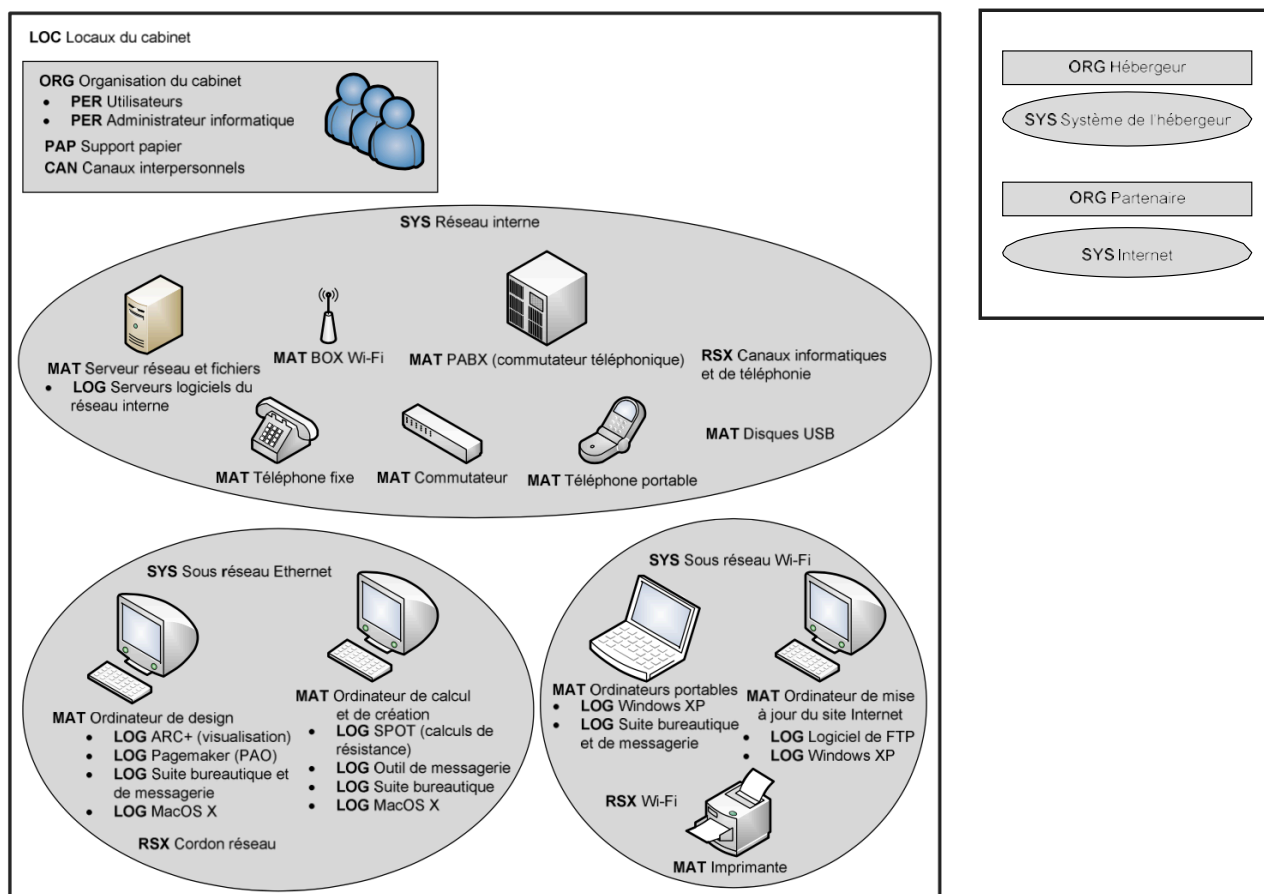 LOC Locaux du cabinet
ORG Organisation du cabinet
• PER Utilisateurs
• PER Administrateur informatique
PAP Support papier
CAN Canaux interpersonnels
SYS Réseau interne
MAT Serveur réseau et fichiers
• LOG Serveurs logiciels du
réseau interne
MAT BOX Wi-Fi
MAT PABX (commutateur téléphonique)
RSX Canaux informatiques
et de téléphonie
MAT Téléphone fixe
MAT Commutateur
MAT Téléphone portable
MAT Disques USB
SYS Sous réseau Ethernet
MAT Ordinateur de design
• LOG ARC+ (visualisation)
• LOG Pagemaker (PAO)
• LOG Suite bureautique et
de messagerie
• LOG MacOS X
MAT Ordinateur de calcul
et de création
• LOG SPOT (calculs de
résistance)
• LOG Outil de messagerie
• LOG Suite bureautique
• LOG MacOS X
RSX Cordon réseau
SYS Sous réseau Wi-Fi
MAT Ordinateurs portables
• LOG Windows XP
• LOG Suite bureautique
et de messagerie
MAT Ordinateur de mise
à jour du site Internet
• LOG Logiciel de FTP
• LOG Windows XP
RSX Wi-Fi
MAT Imprimante
ORG Hébergeur
SYS Système de l'hébergeur
ORG Partenaire
SYS Internet